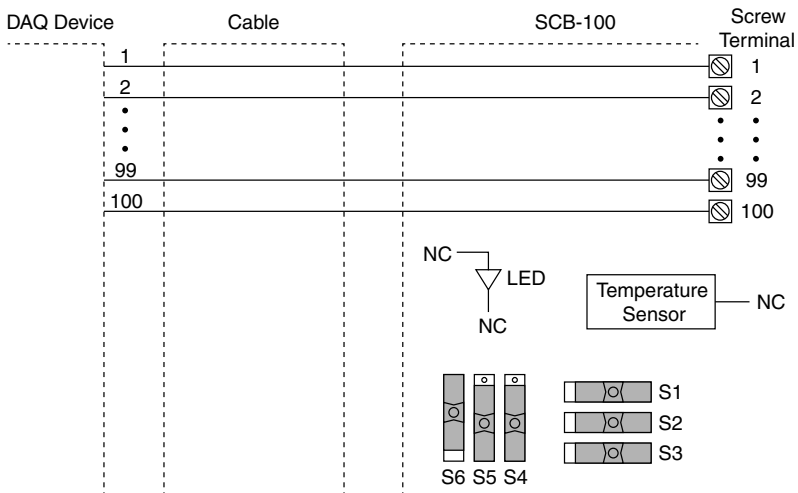 DAQ Device
Cable
SCB-100
Screw
Terminal
1
1
2
2
99
99
100
100
NC
LED
NC
Temperature
Sensor
NC
S1
S2
S3
S6 S5 S4